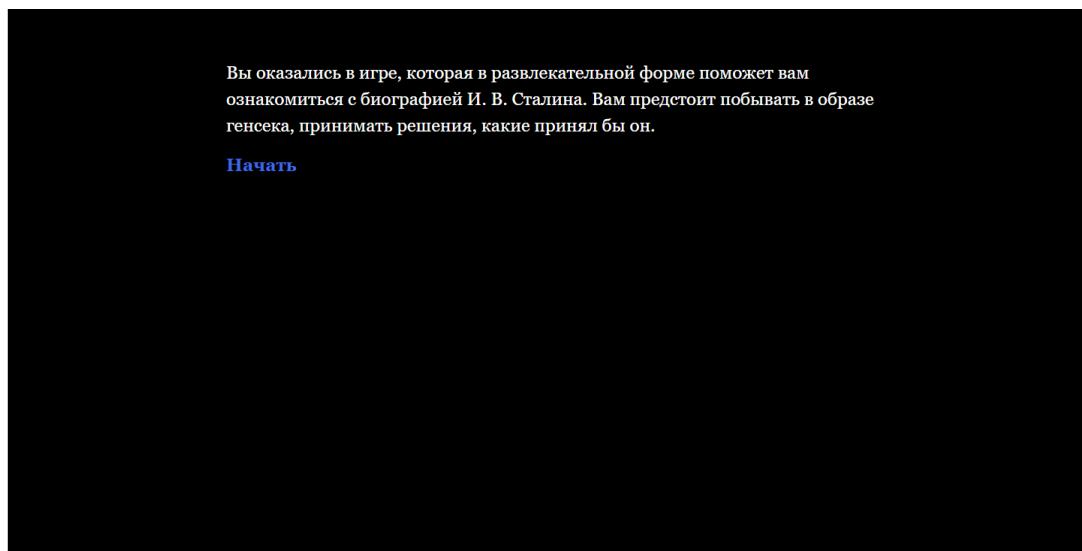 Вы оказались в игре, которая в развлекательной форме поможет вам
ознакомиться с биографией И. В. Сталина. Вам предстоит побывать в образе
генсека, принимать решения, какие принял бы он.
Начать